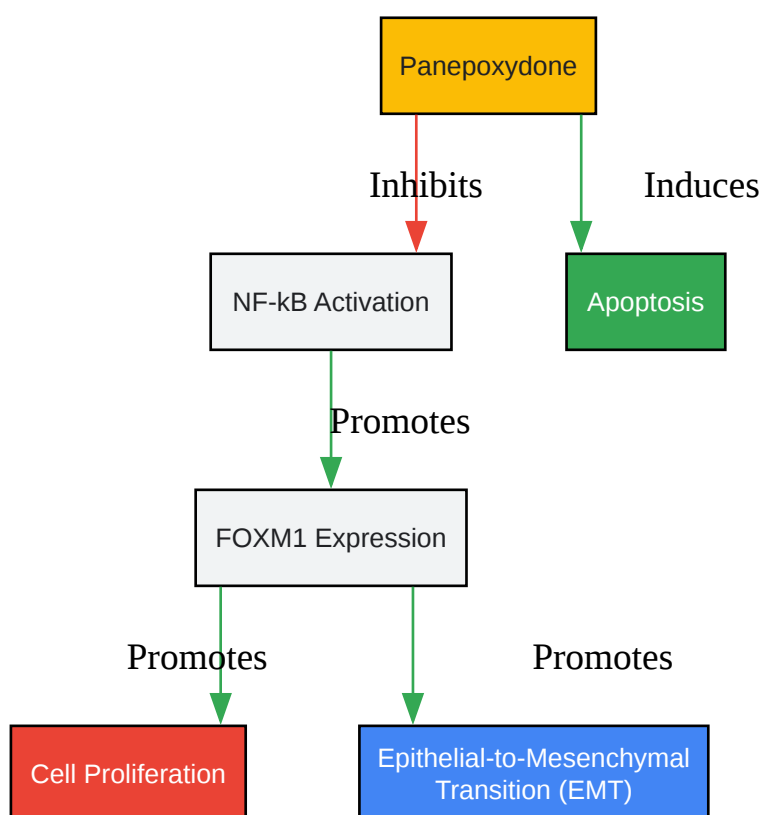 Panepoxydone
Inhibits
Induces
NF-kB Activation
Apoptosis
Promotes
FOXM1 Expression
Promotes
Promotes
Cell Proliferation
Epithelial-to-Mesenchymal
Transition (EMT)